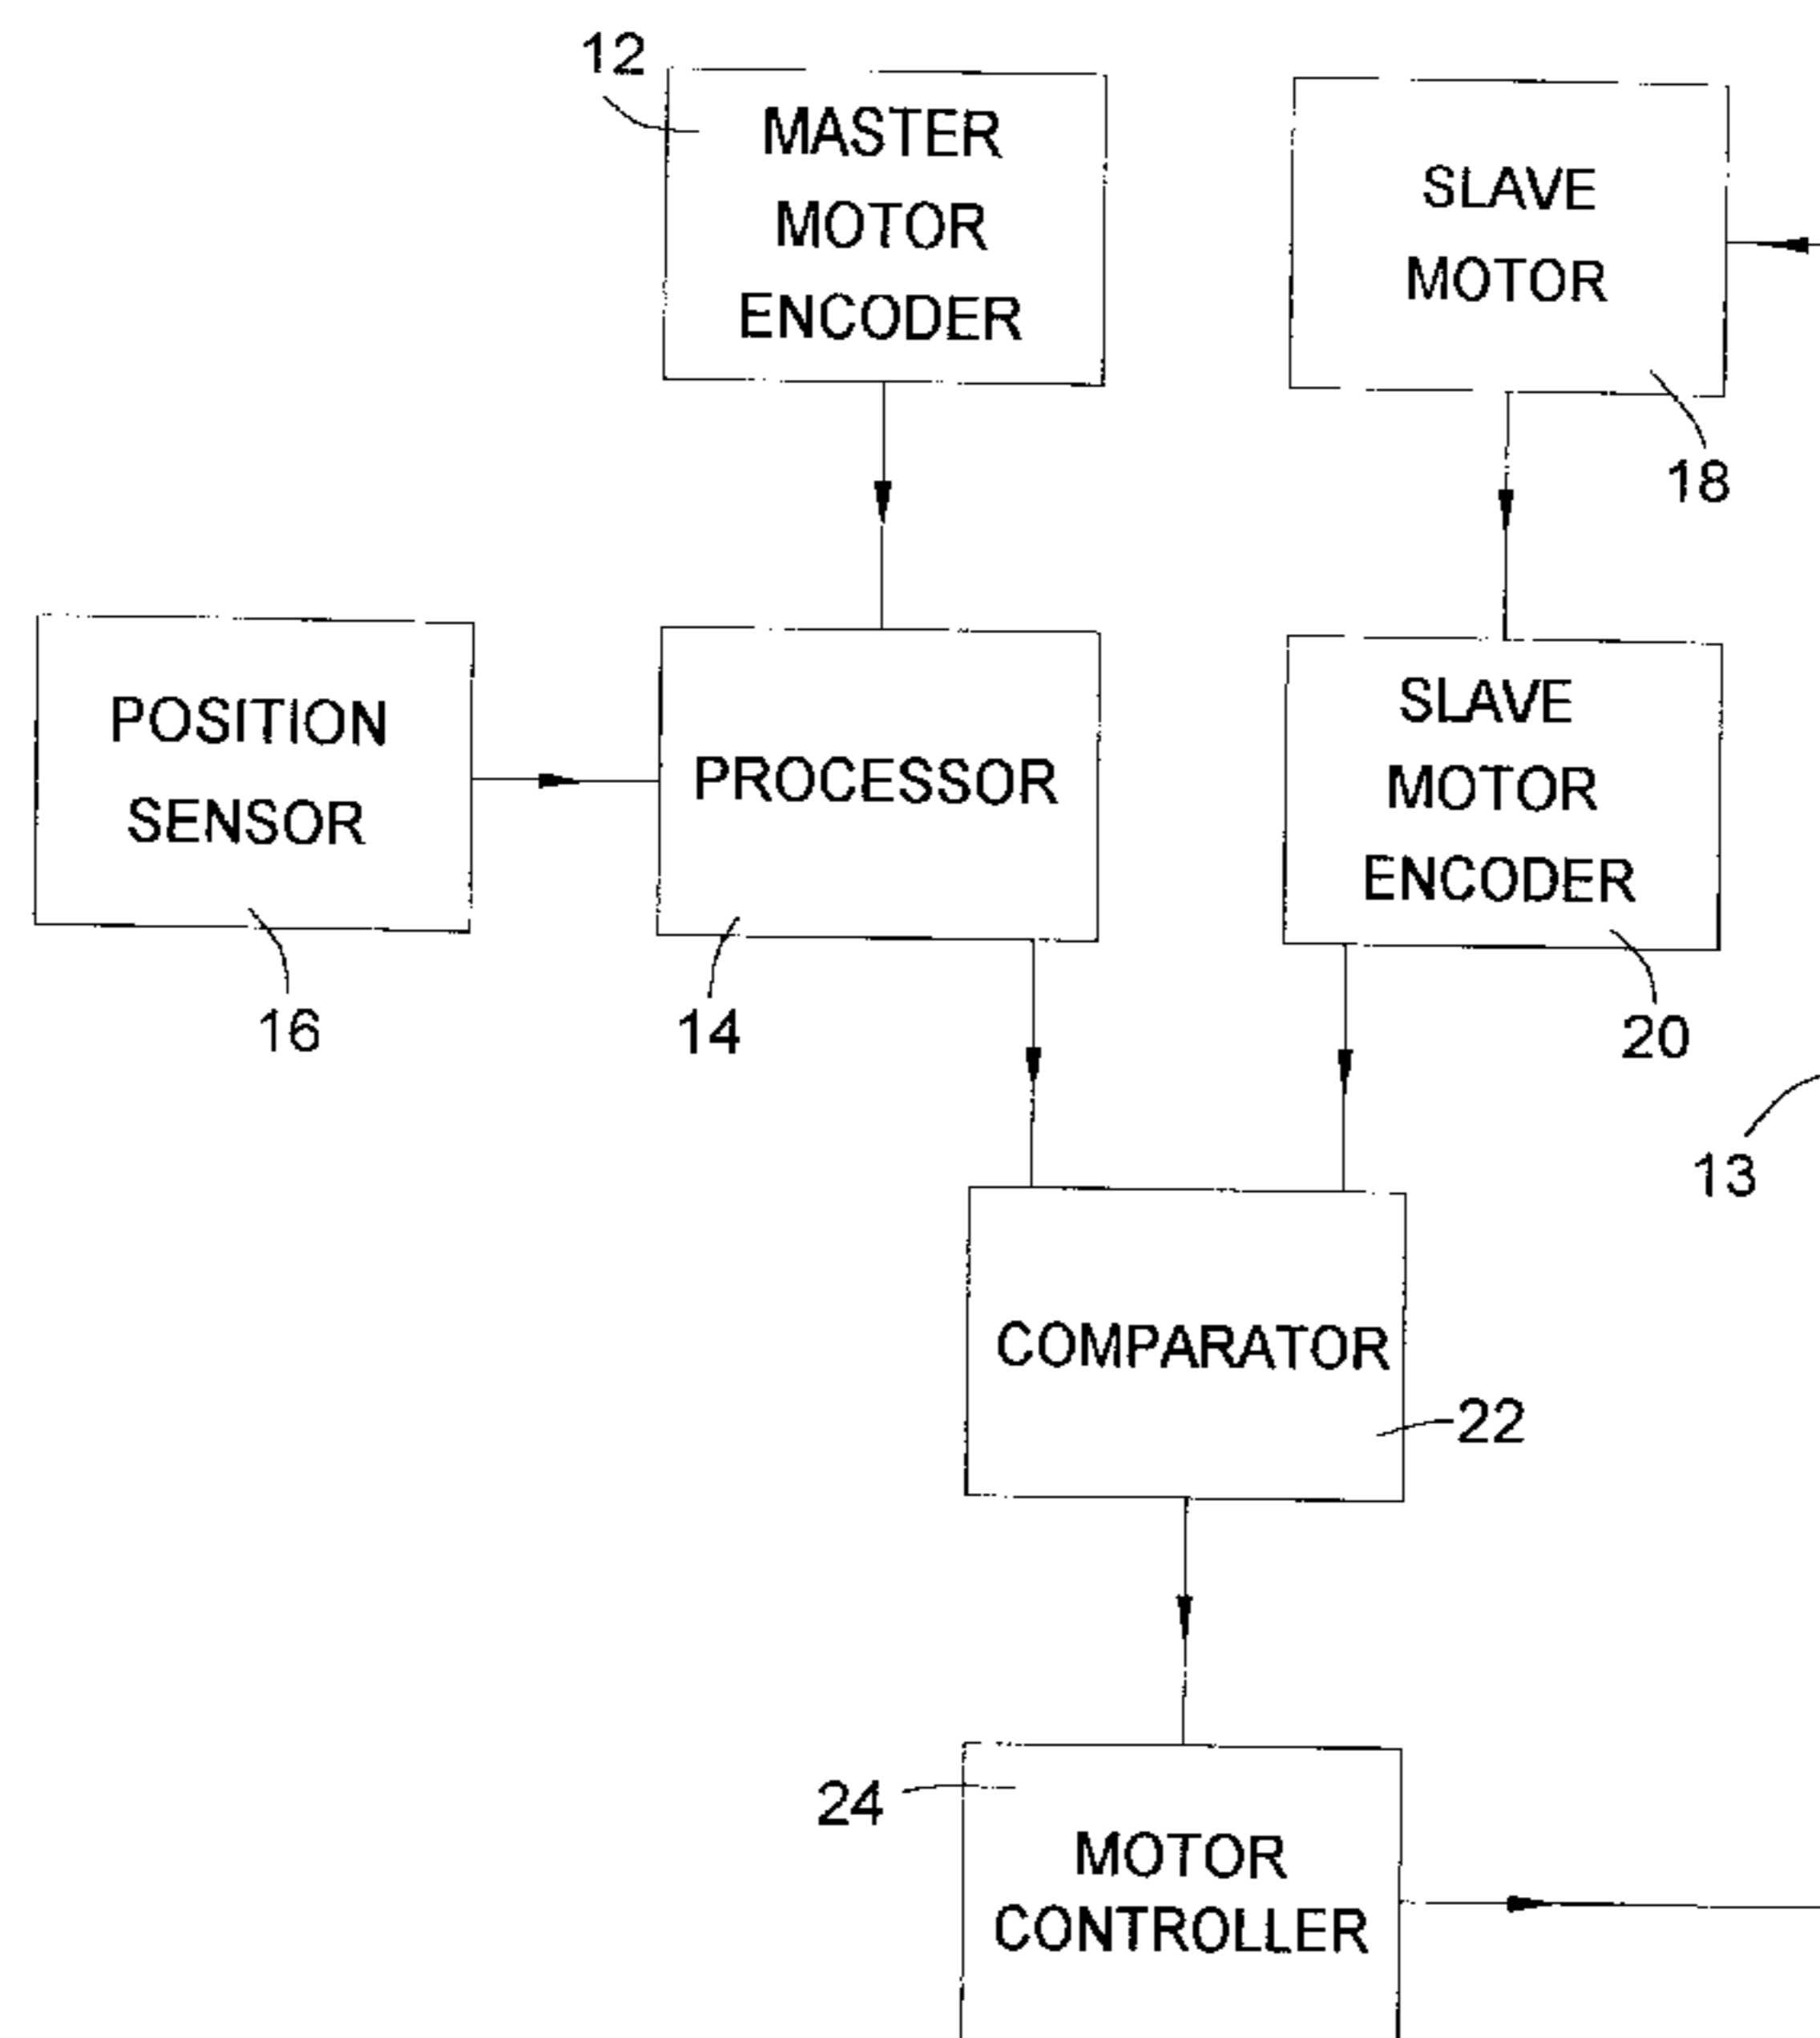 12
MASTER
MOTOR
ENCODER
SLAVE
MOTOR
18
POSITION
SENSOR
16
PROCESSOR
14
SLAVE
MOTOR
ENCODER
20
13
COMPARATOR
22
24
MOTOR
CONTROLLER